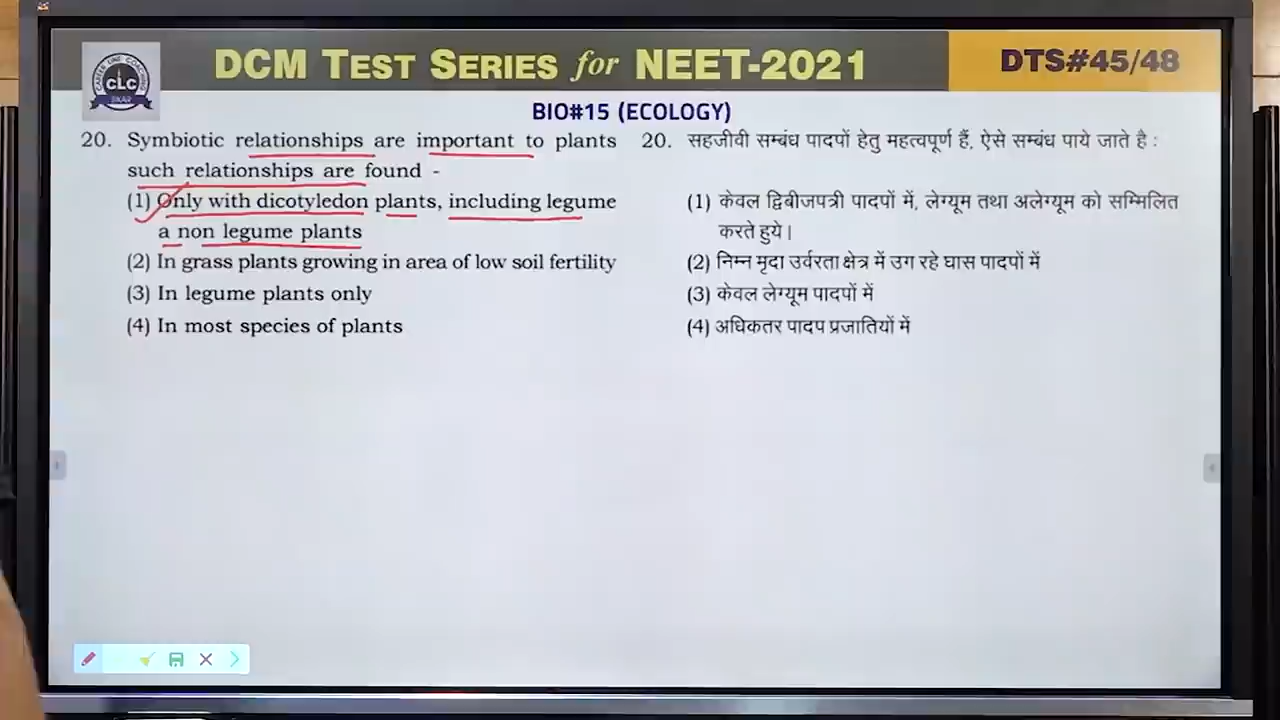 DCM TEST SERIES for NEET-2021
DTS#45/48
CLC
SIKAR
BIO#15 (ECOLOGY)
20. Symbiotic relationships are important to plants
such relationships are found -
(1) Only with dicotyledon plants, including legume
a non legume plants
(2) In grass plants growing in area of low soil fertility
(3) In legume plants only
(4) In most species of plants
20. सहजीवी सम्बंध पादपों हेतु महत्वपूर्ण हैं, ऐसे सम्बंध पाये जाते है :
(1) केवल द्विबीजपत्री पादपों में, लेग्यूम तथा अलेग्यूम को सम्मिलित
करते हुये।
(2) निम्न मृदा उर्वरता क्षेत्र में उग रहे घास पादपों में
(3) केवल लेग्यूम पादपों में
(4) अधिकतर पादप प्रजातियों में